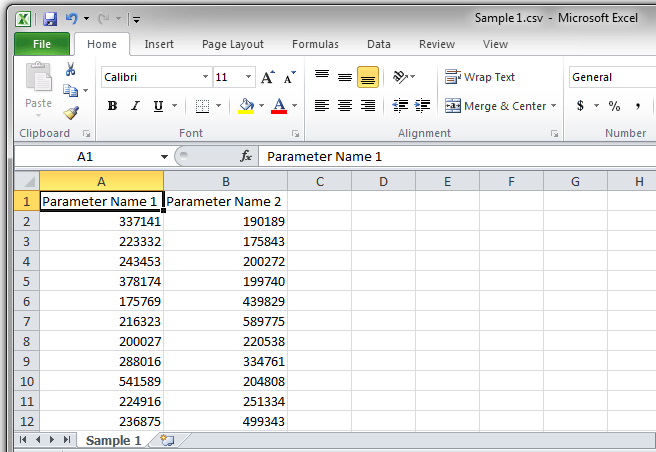 Sample 1.csv - Microsoft Excel
File Home Insert Page Layout Formulas Data Review View
Paste
Calibri 11 A A
B I U A
Wrap Text
Merge & Center
General
$ % ,
Clipboard Font Alignment Number
A1 fx Parameter Name 1
A B C D E F G H
1 Parameter Name 1 Parameter Name 2
2 337141 190189
3 223332 175843
4 243453 200272
5 378174 199740
6 175769 439829
7 216323 589775
8 200027 220538
9 288016 334761
10 541589 204808
11 224916 251334
12 236875 499343
Sample 1